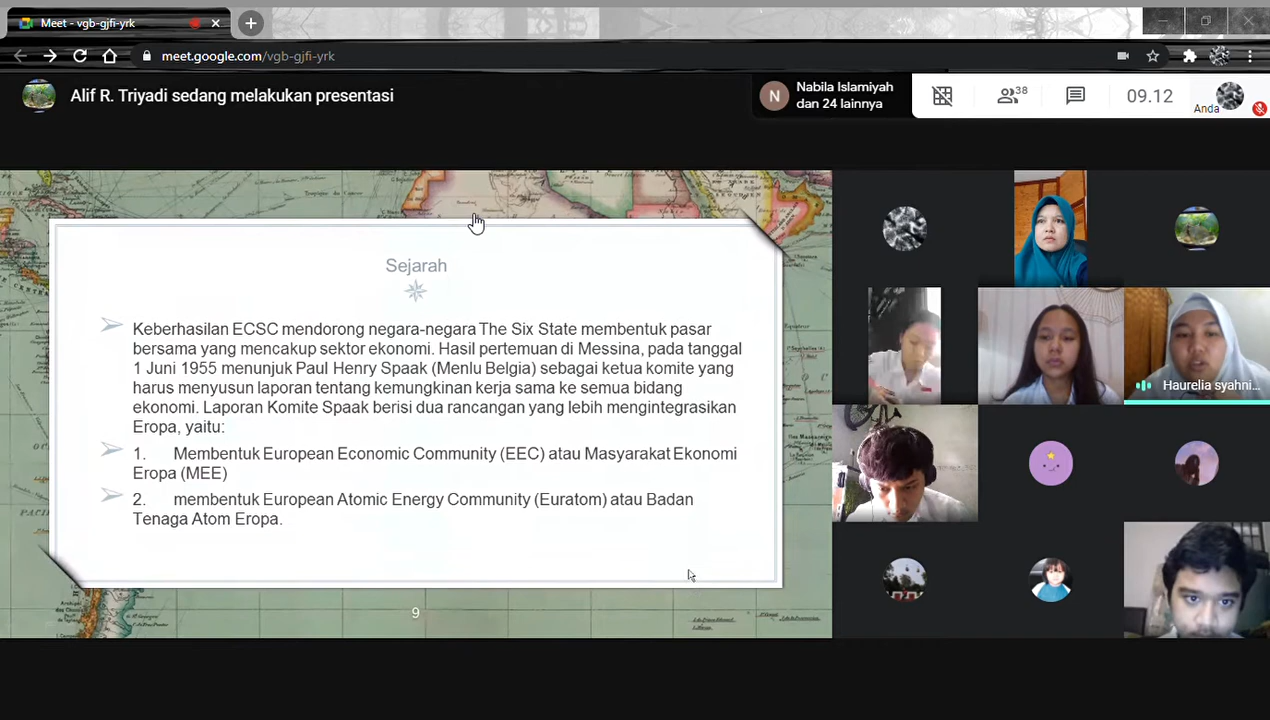 Meet - vgb-gjfi-yrk
meet.google.com/vgb-gjfi-yrk
Alif R. Triyadi sedang melakukan presentasi
N
Nabila Islamiyah
dan 24 lainnya
38
09.12
Anda
Sejarah
Keberhasilan ECSC mendorong negara-negara The Six State membentuk pasar
bersama yang mencakup sektor ekonomi. Hasil pertemuan di Messina, pada tanggal
1 Juni 1955 menunjuk Paul Henry Spaak (Menlu Belgia) sebagai ketua komite yang
harus menyusun laporan tentang kemungkinan kerja sama ke semua bidang
ekonomi. Laporan Komite Spaak berisi dua rancangan yang lebih mengintegrasikan
Eropa, yaitu:
1. Membentuk European Economic Community (EEC) atau Masyarakat Ekonomi
Eropa (MEE)
2. membentuk European Atomic Energy Community (Euratom) atau Badan
Tenaga Atom Eropa.
9
Haurelia syahni...